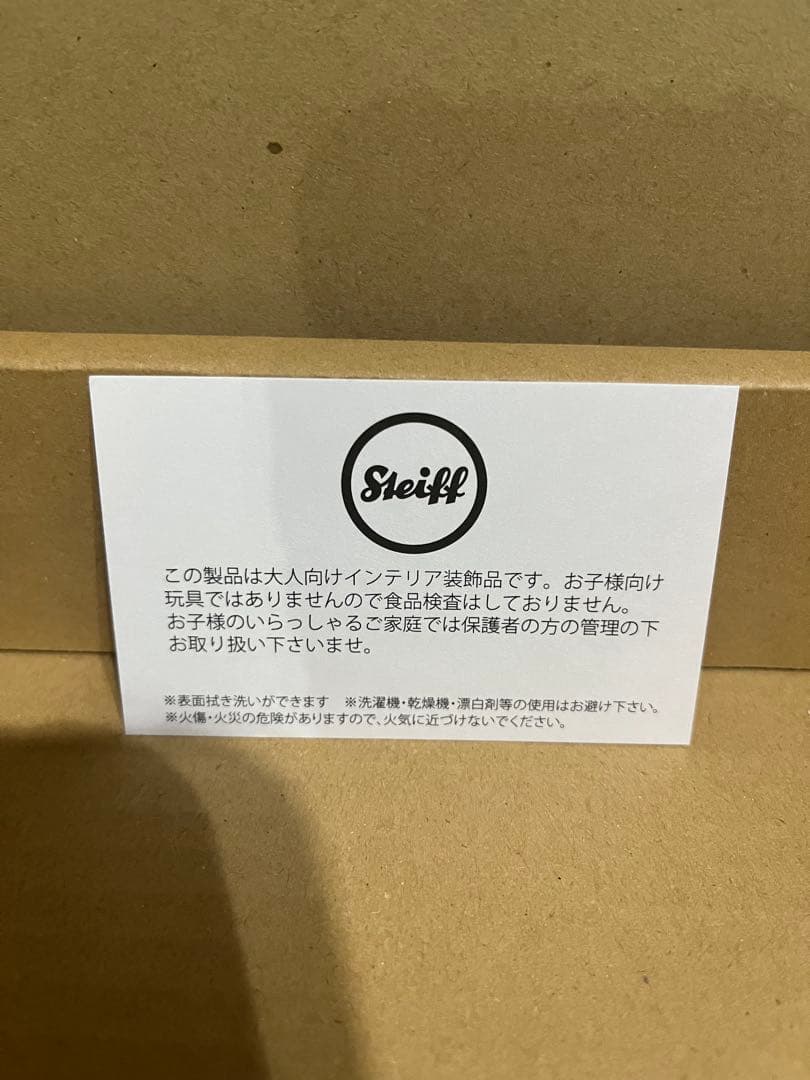 Steiff
この製品は大人向けインテリア装飾品です。お子様向け
玩具ではありませんので食品検査はしておりません。
お子様のいらっしゃるご家庭では保護者の方の管理の下
お取り扱い下さいませ。
※表面拭き洗いができます　※洗濯機・乾燥機・漂白剤等の使用はお避け下さい。
※火傷・火災の危険がありますので、火気に近づけないでください。